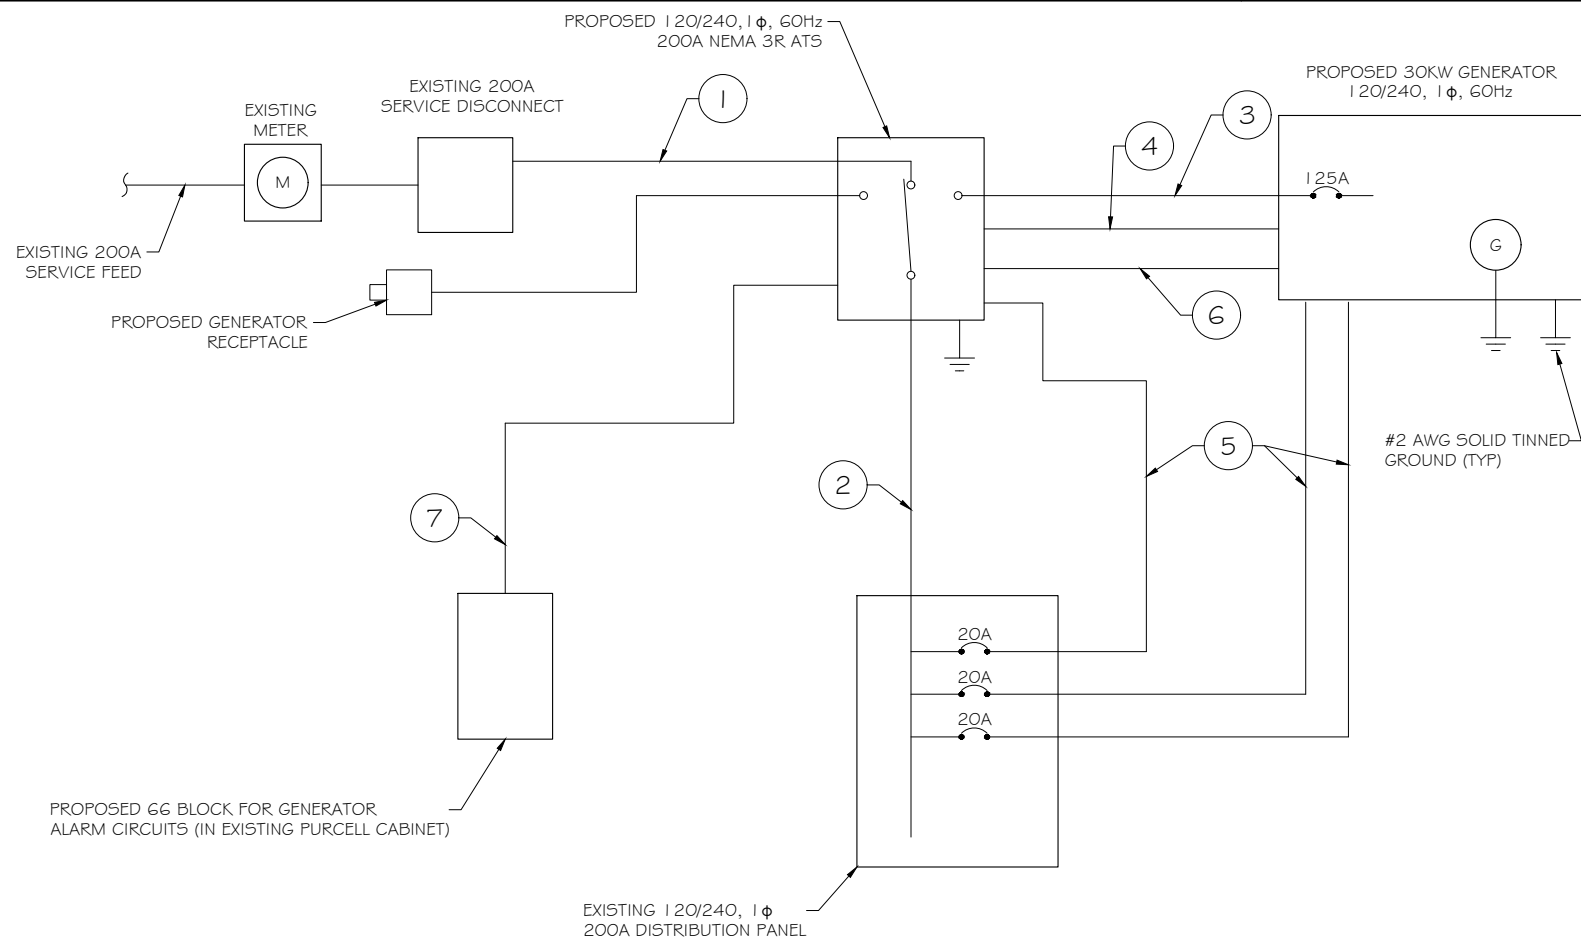 PROPOSED 120/240, 1ϕ, 60Hz
200A NEMA 3R ATS
EXISTING 200A
SERVICE DISCONNECT
1
EXISTING
METER
M
PROPOSED 30KW GENERATOR
120/240, 1ϕ, 60Hz
3
4
125A
G
EXISTING 200A
SERVICE FEED
PROPOSED GENERATOR
RECEPTACLE
6
5
#2 AWG SOLID TINNED
GROUND (TYP)
2
7
20A
20A
20A
PROPOSED 66 BLOCK FOR GENERATOR
ALARM CIRCUITS (IN EXISTING PURCELL CABINET)
EXISTING 120/240, 1ϕ
200A DISTRIBUTION PANEL